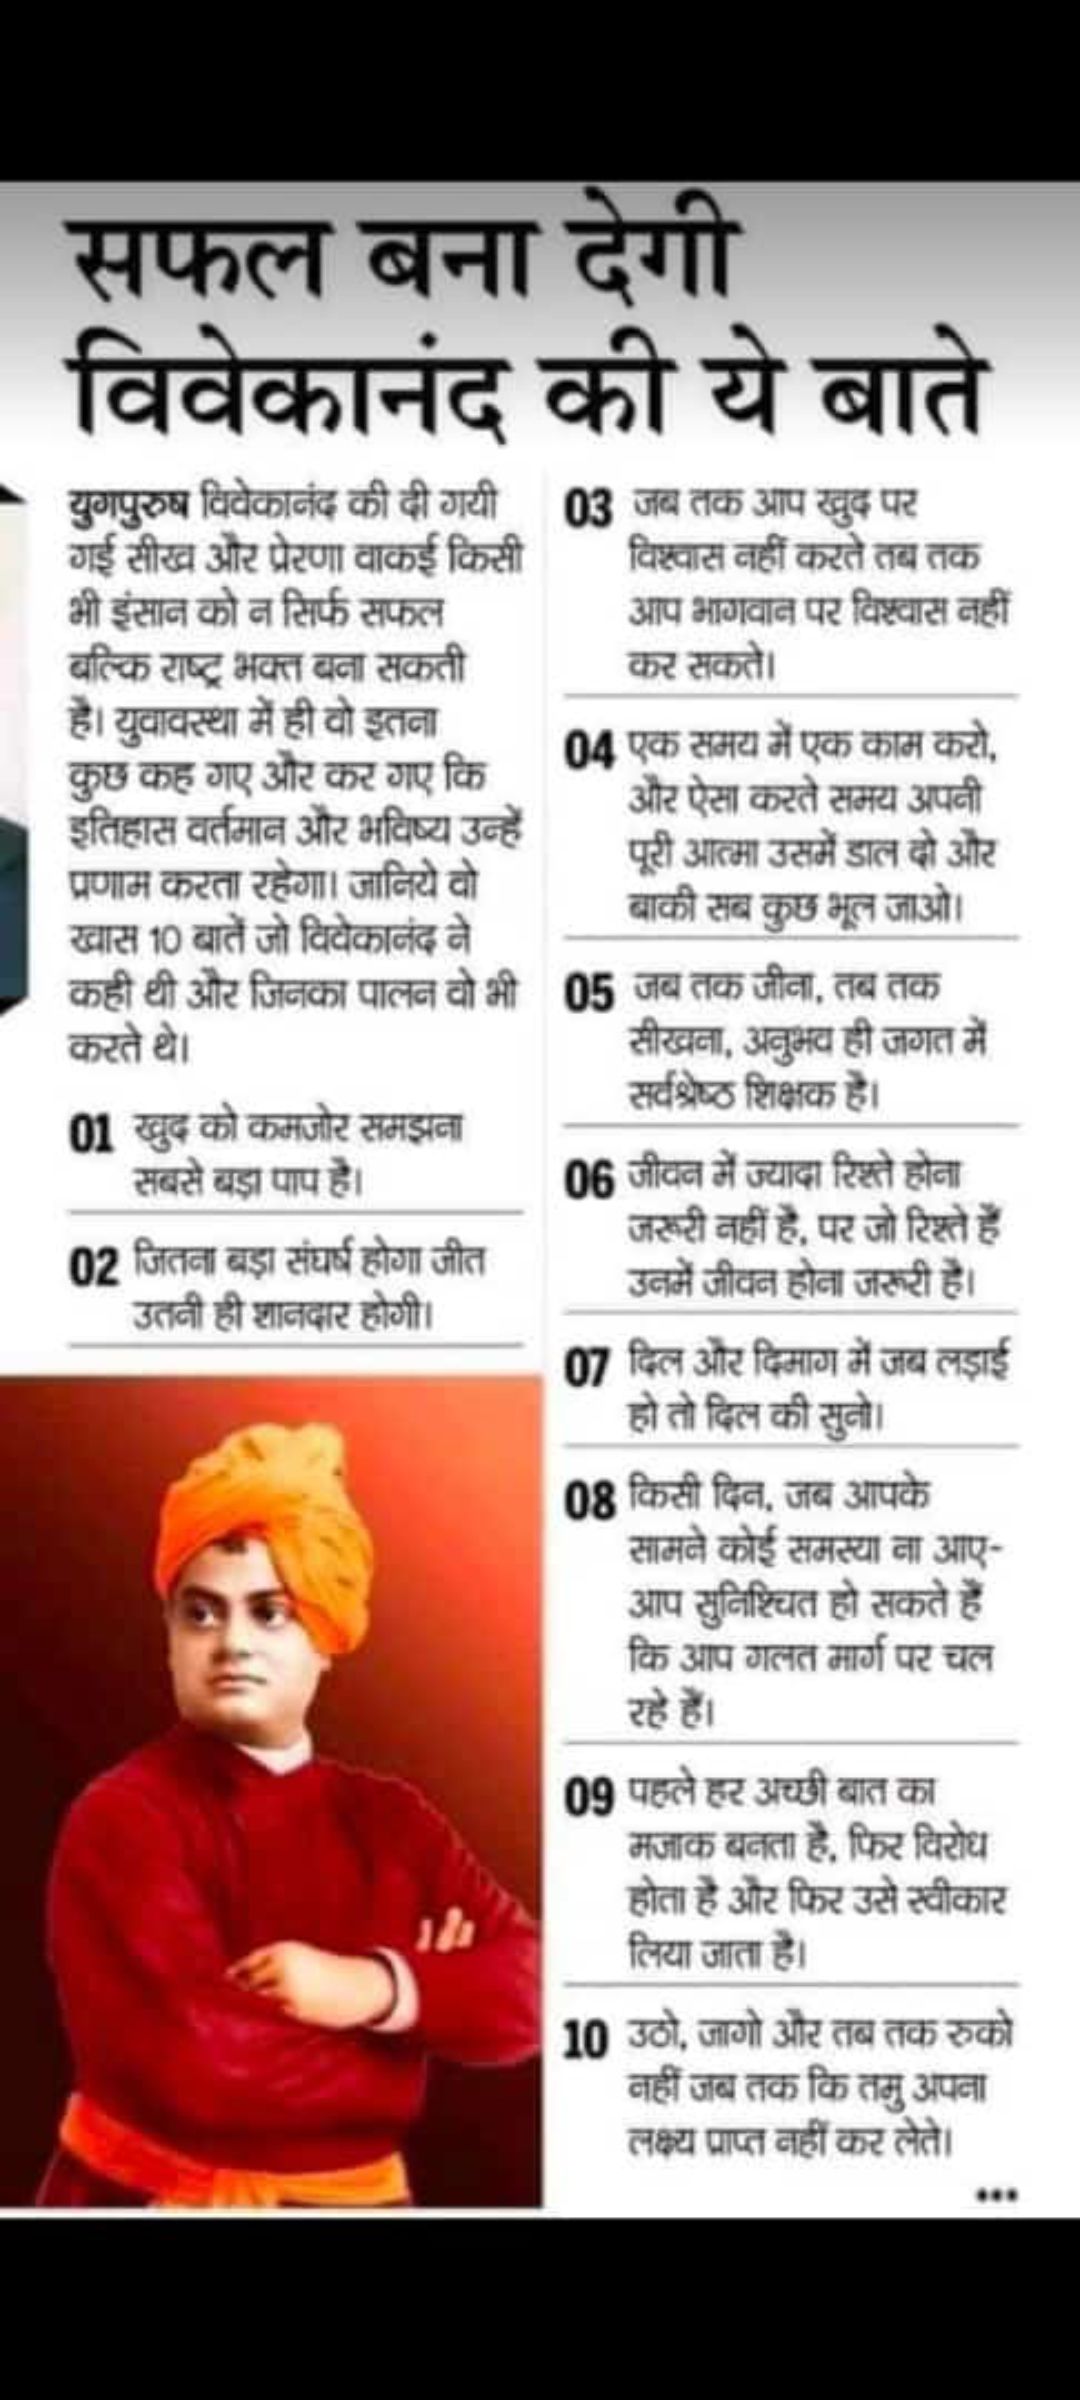 सफल बना देगी
विवेकानंद की ये बाते
युगपुरुष विवेकानंद की दी गयी
गई सीख और प्रेरणा वाकई किसी
भी इंसान को न सिर्फ सफल
बल्कि राष्ट्र भक्त बना सकती
है। युवावस्था में ही वो इतना
कुछ कह गए और कर गए कि
इतिहास वर्तमान और भविष्य उन्हें
प्रणाम करता रहेगा। जानिये वो
खास 10 बातें जो विवेकानंद ने
कही थी और जिनका पालन वो भी
करते थे।
01 खुद को कमजोर समझना
सबसे बड़ा पाप है।
02 जितना बड़ा संघर्ष होगा जीत
उतनी ही शानदार होगी।
03 जब तक आप खुद पर
विश्वास नहीं करते तब तक
आप भागवान पर विश्वास नहीं
कर सकते।
04 एक समय में एक काम करो,
और ऐसा करते समय अपनी
पूरी आत्मा उसमें डाल दो और
बाकी सब कुछ भूल जाओ।
05 जब तक जीना, तब तक
सीखना, अनुभव ही जगत में
सर्वश्रेष्ठ शिक्षक है।
06 जीवन में ज्यादा रिश्ते होना
जरूरी नहीं है, पर जो रिश्ते हैं
उनमें जीवन होना जरूरी है।
07 दिल और दिमाग में जब लड़ाई
हो तो दिल की सुनो।
08 किसी दिन, जब आपके
सामने कोई समस्या ना आए-
आप सुनिश्चित हो सकते हैं
कि आप गलत मार्ग पर चल
रहे हैं।
09 पहले हर अच्छी बात का
मजाक बनता है, फिर विरोध
होता है और फिर उसे स्वीकार
लिया जाता है।
10 उठो, जागो और तब तक रुको
नहीं जब तक कि तमु अपना
लक्ष्य प्राप्त नहीं कर लेते।
...